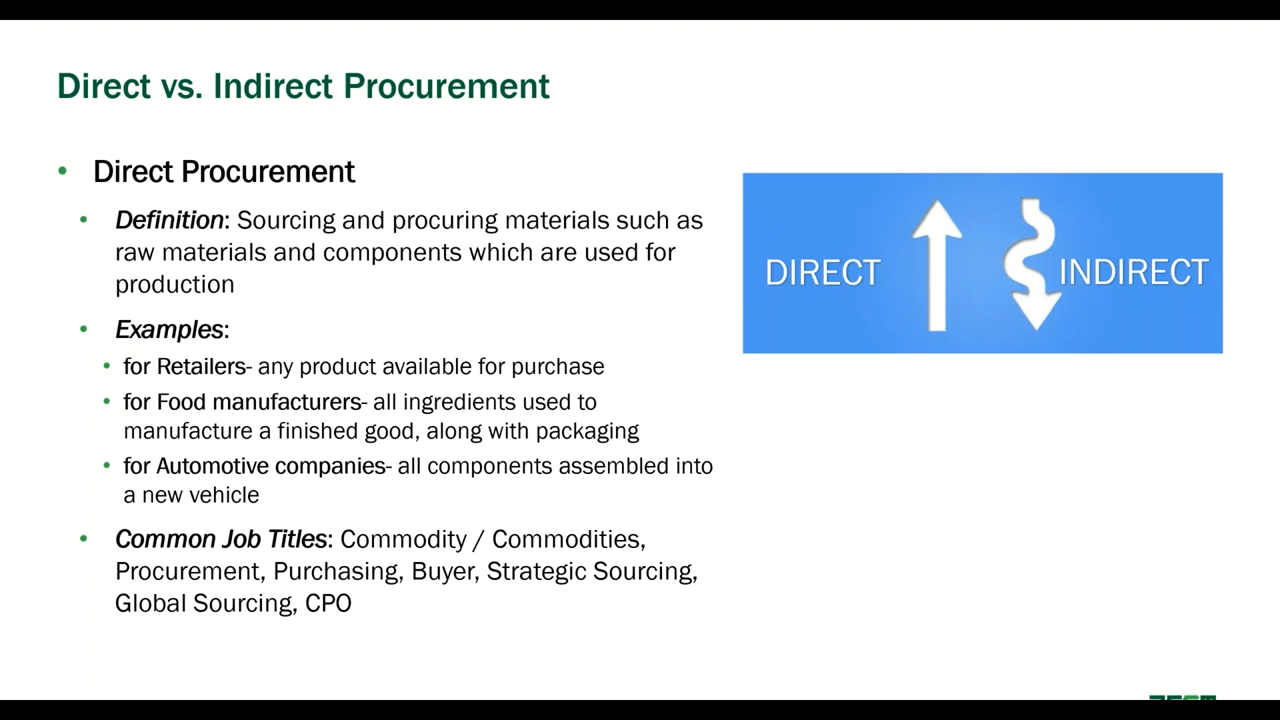 Direct vs. Indirect Procurement
• Direct Procurement
• Definition: Sourcing and procuring materials such as
raw materials and components which are used for
production
• Examples:
• for Retailers- any product available for purchase
• for Food manufacturers- all ingredients used to
manufacture a finished good, along with packaging
• for Automotive companies- all components assembled into
a new vehicle
• Common Job Titles: Commodity / Commodities,
Procurement, Purchasing, Buyer, Strategic Sourcing,
Global Sourcing, CPO
DIRECT
INDIRECT